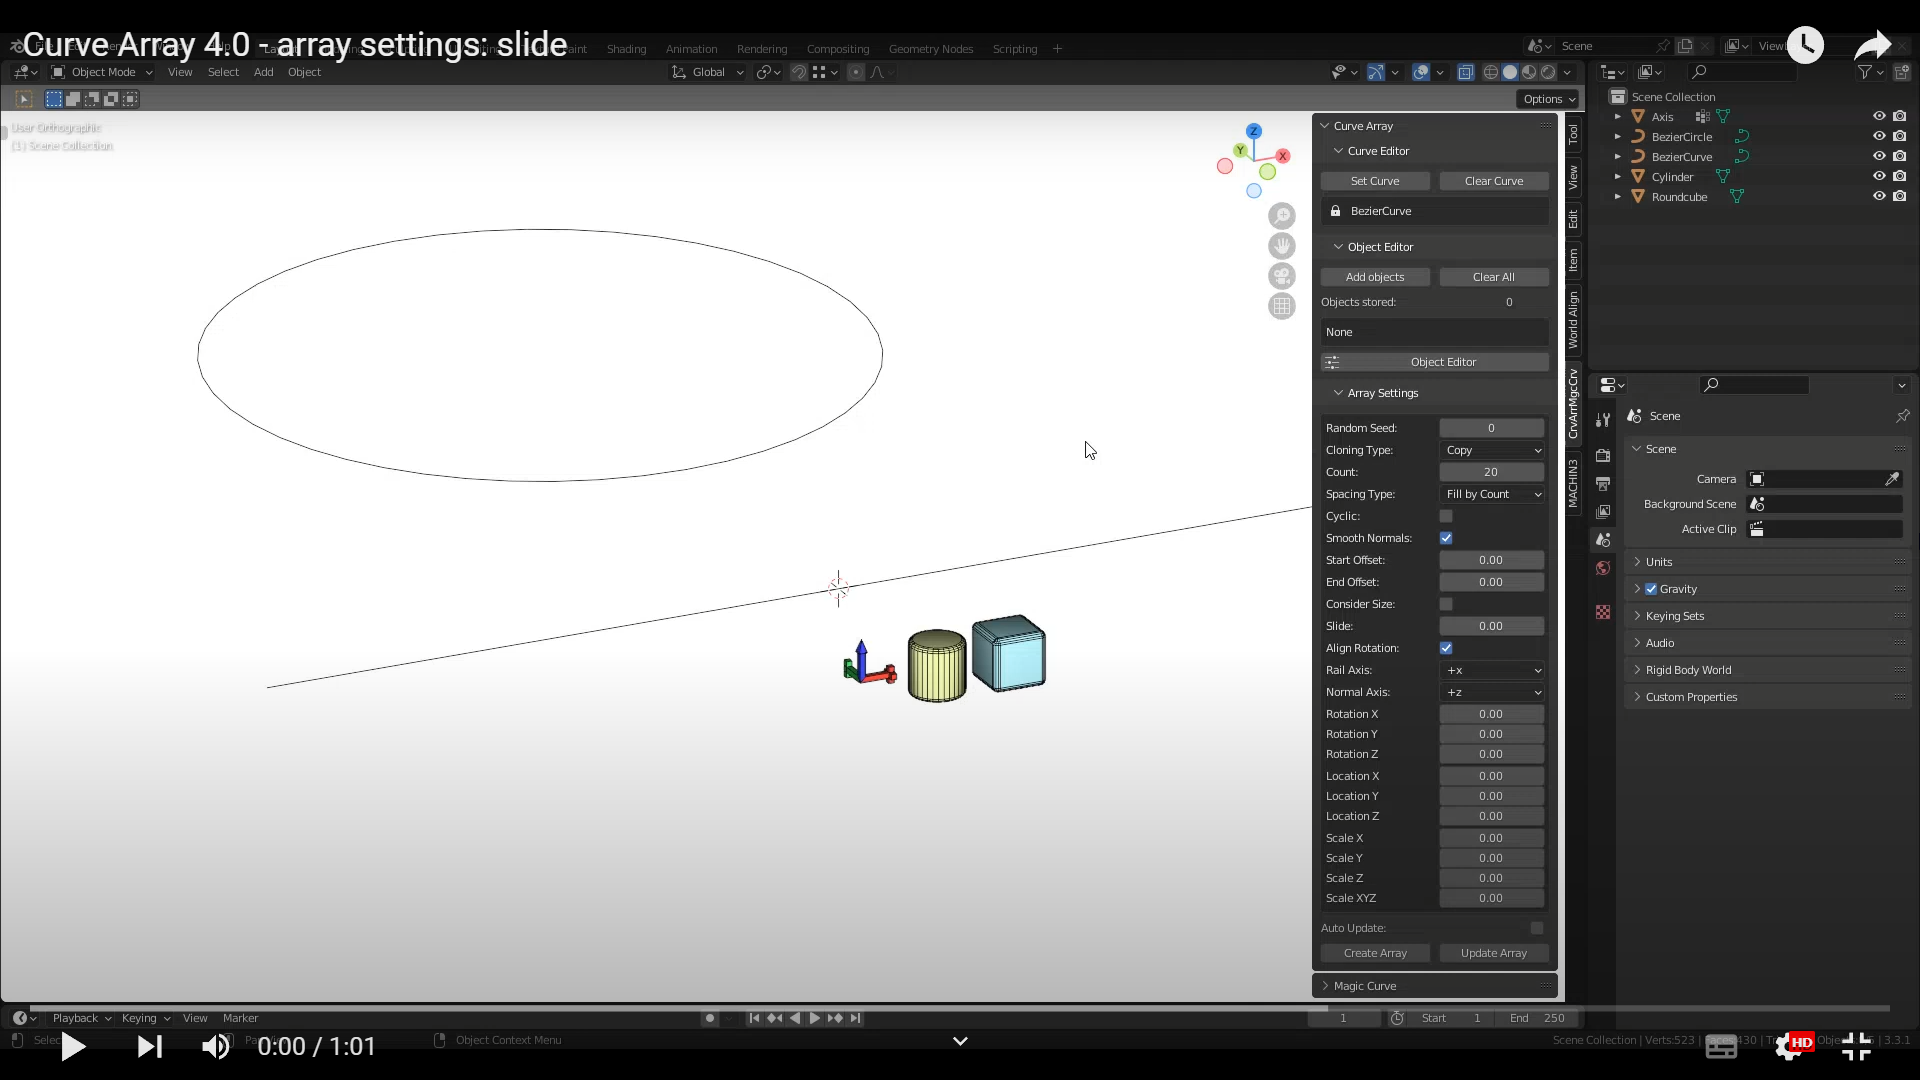 Curve Array 4.0 - array settings: slide
Shading Animation Rendering Compositing Geometry Nodes Scripting +
Scene
Object Mode View Select Add Object
Global
Options
User Orthographic
(1) Scene Collection
Z
Y
X
Curve Array
Curve Editor
Set Curve Clear Curve
BezierCurve
Object Editor
Add objects Clear All
Objects stored: 0
None
Object Editor
Array Settings
Random Seed: 0
Cloning Type: Copy
Count: 20
Spacing Type: Fill by Count
Cyclic:
Smooth Normals:
Start Offset: 0.00
End Offset: 0.00
Consider Size:
Slide: 0.00
Align Rotation:
Rail Axis: +x
Normal Axis: +z
Rotation X 0.00
Rotation Y 0.00
Rotation Z 0.00
Location X 0.00
Location Y 0.00
Location Z 0.00
Scale X 0.00
Scale Y 0.00
Scale Z 0.00
Scale XYZ 0.00
Auto Update:
Create Array Update Array
Magic Curve
Tool
View
Edit
Item
World Align
CrvArrMgcCrv
MACHIN3
Scene Collection
Axis
BezierCircle
BezierCurve
Cylinder
Roundcube
Scene
Scene
Camera
Background Scene
Active Clip
Units
Gravity
Keying Sets
Audio
Rigid Body World
Custom Properties
Playback Keying View Marker
1 Start 1 End 250
0:00 / 1:01
Object Context Menu
Scene Collection | Verts:523 | Faces:430 | 3.3.1
HD